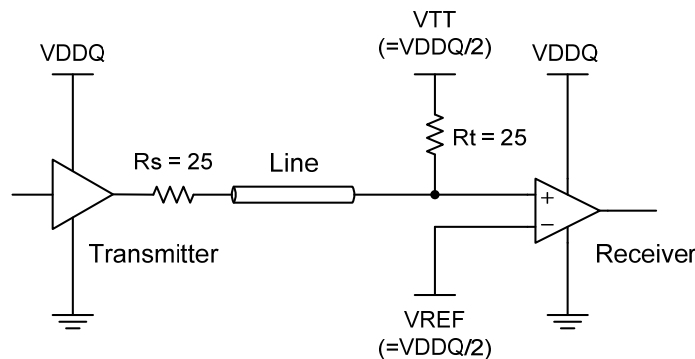 VTT
(=VDDQ/2)
VDDQ
VDDQ
Rs = 25
Line
Rt = 25
+
−
Transmitter
Receiver
VREF
(=VDDQ/2)